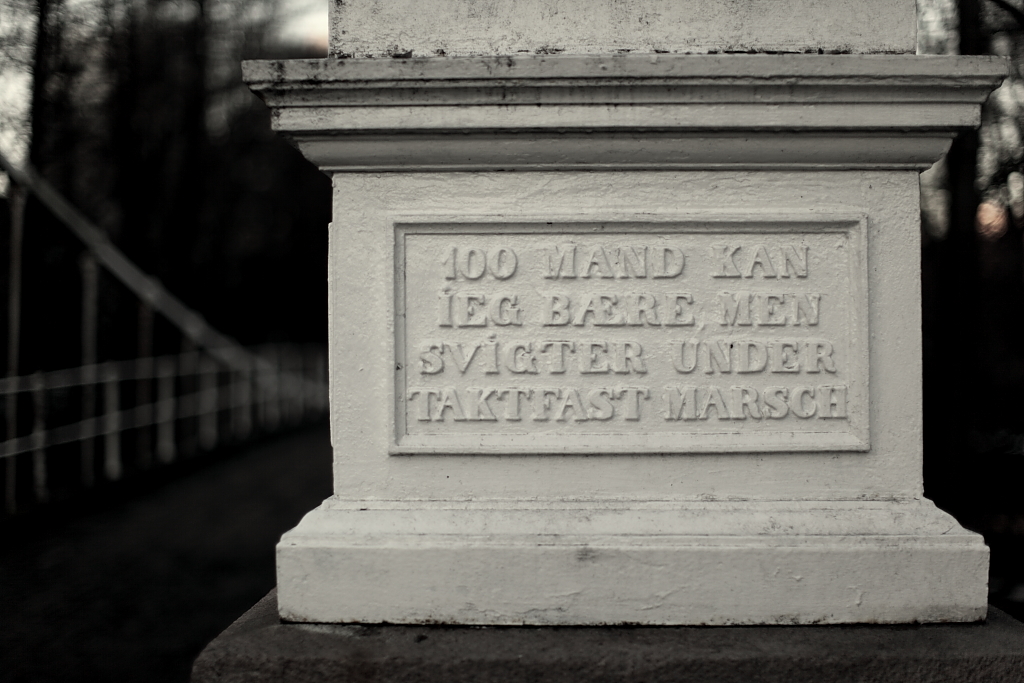 100 MAND KAN
IEG BÆRE, MEN
SVIGTER UNDER
TAKTFAST MARSCH